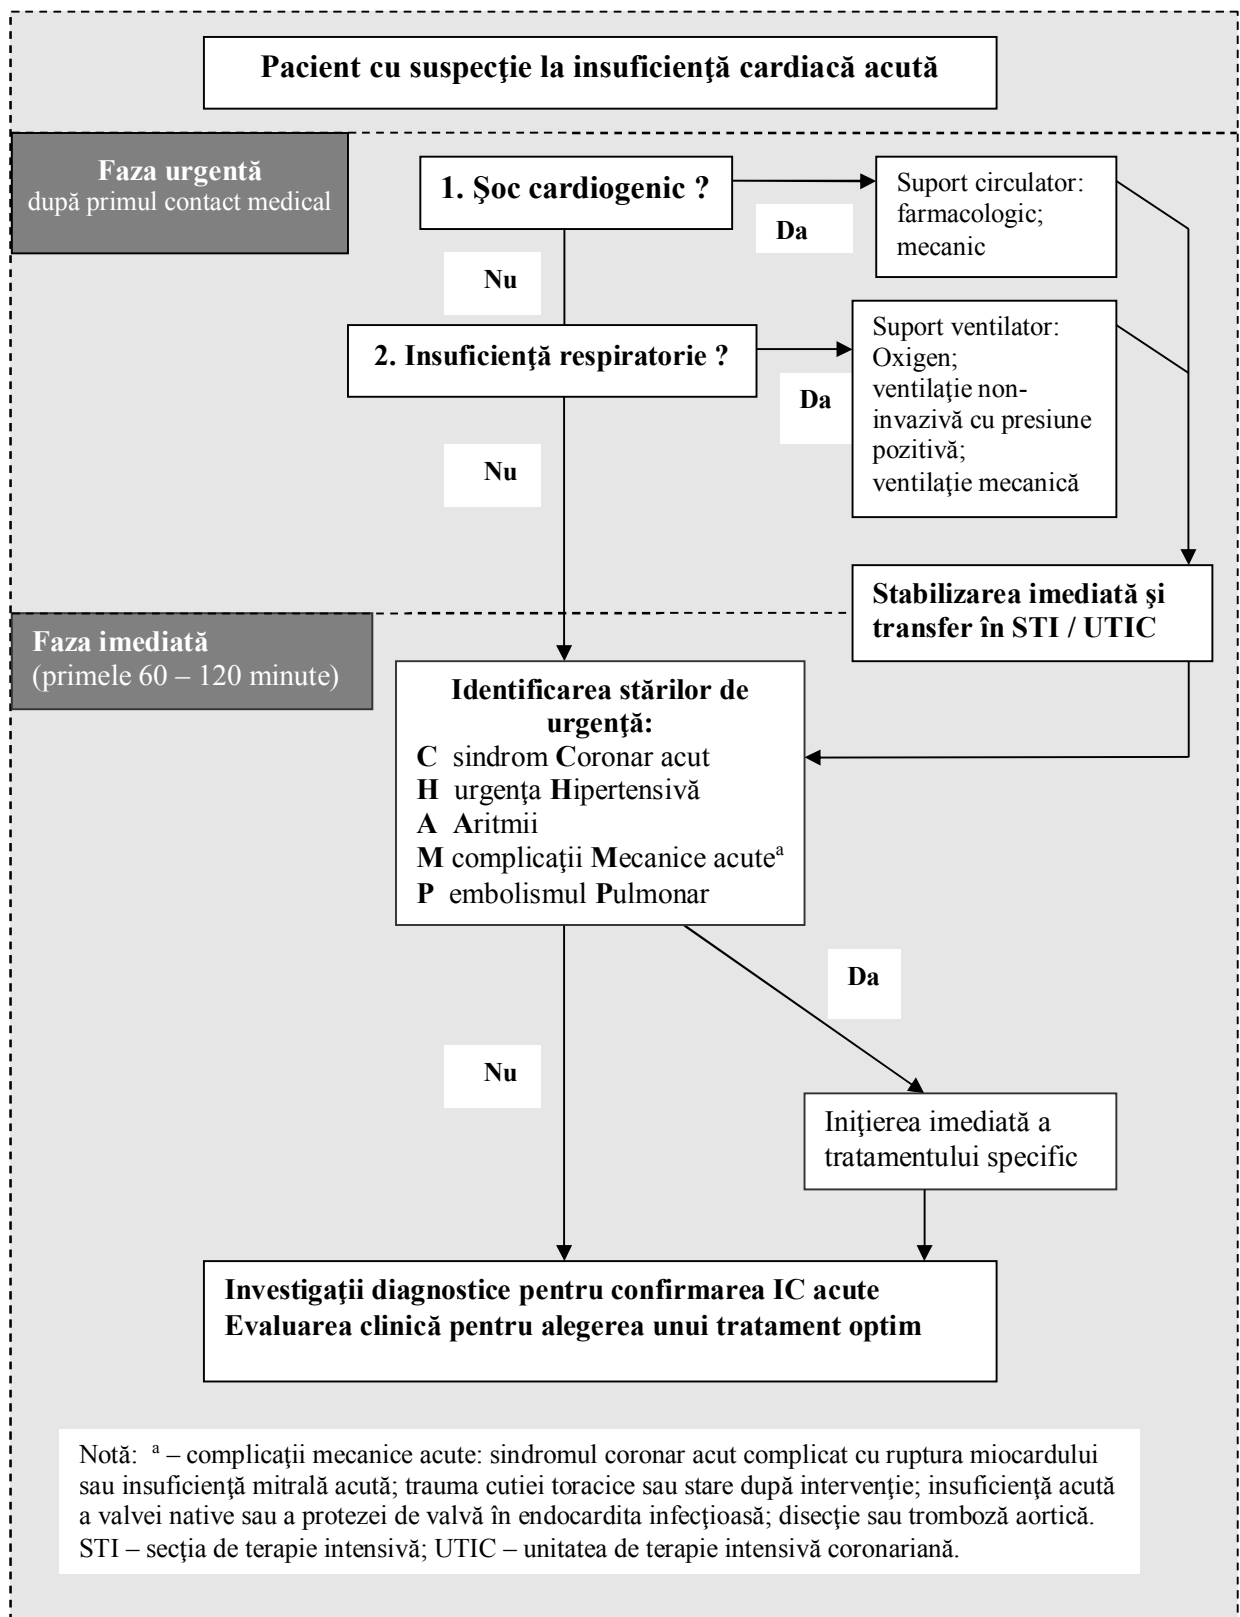 Pacient cu suspecţie la insuficienţă cardiacă acută
Faza urgentă
după primul contact medical
1. Şoc cardiogenic ?
Da
Suport circulator:
farmacologic;
mecanic
Nu
2. Insuficienţă respiratorie ?
Da
Suport ventilator:
Oxigen;
ventilaţie non-
invazivă cu presiune
pozitivă;
ventilaţie mecanică
Nu
Stabilizarea imediată şi
transfer în STI / UTIC
Faza imediată
(primele 60 – 120 minute)
Identificarea stărilor de
urgenţă:
C sindrom Coronar acut
H urgenţa Hipertensivă
A Aritmii
M complicaţii Mecanice acuteᵃ
P embolismul Pulmonar
Da
Nu
Iniţierea imediată a
tratamentului specific
Investigaţii diagnostice pentru confirmarea IC acute
Evaluarea clinică pentru alegerea unui tratament optim
Notă: ᵃ – complicaţii mecanice acute: sindromul coronar acut complicat cu ruptura miocardului
sau insuficienţă mitrală acută; trauma cutiei toracice sau stare după intervenţie; insuficienţă acută
a valvei native sau a protezei de valvă în endocardita infecţioasă; disecţie sau tromboză aortică.
STI – secţia de terapie intensivă; UTIC – unitatea de terapie intensivă coronariană.